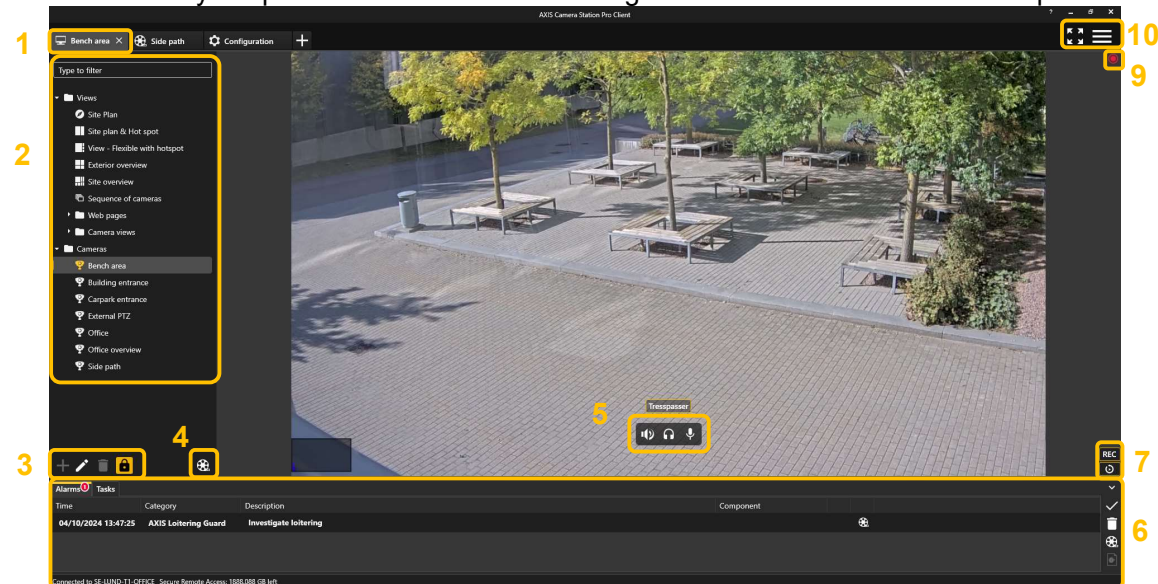 AXIS Camera Station Pro Client
?
1
Bench area
Side path
Configuration
10
9
Type to filter
Views
Site Plan
Site plan & Hot spot
2
View - Flexible with hotspot
Exterior overview
Site overview
Sequence of cameras
Web pages
Camera views
Cameras
Bench area
Building entrance
Carpark entrance
External PTZ
Office
Office overview
Side path
Tresspasser
5
4
3
REC
7
Alarms 1 Tasks
Time Category Description Component
04/10/2024 13:47:25 AXIS Loitering Guard Investigate loitering
6
Connected to SE-LUND-T1-OFFICE Secure Remote Access: 1888.088 GB left